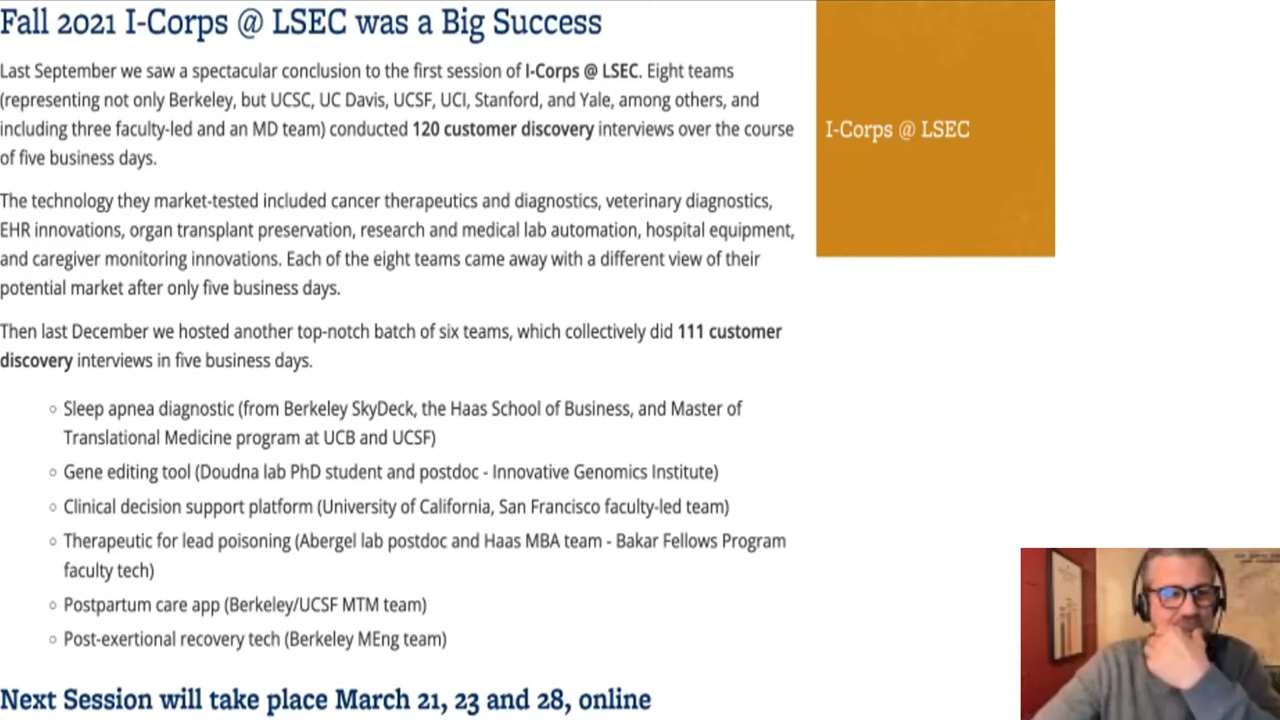 Fall 2021 I-Corps @ LSEC was a Big Success
Last September we saw a spectacular conclusion to the first session of I-Corps @ LSEC. Eight teams
(representing not only Berkeley, but UCSC, UC Davis, UCSF, UCI, Stanford, and Yale, among others, and
including three faculty-led and an MD team) conducted 120 customer discovery interviews over the course
of five business days.
The technology they market-tested included cancer therapeutics and diagnostics, veterinary diagnostics,
EHR innovations, organ transplant preservation, research and medical lab automation, hospital equipment,
and caregiver monitoring innovations. Each of the eight teams came away with a different view of their
potential market after only five business days.
Then last December we hosted another top-notch batch of six teams, which collectively did 111 customer
discovery interviews in five business days.
Sleep apnea diagnostic (from Berkeley SkyDeck, the Haas School of Business, and Master of
Translational Medicine program at UCB and UCSF)
Gene editing tool (Doudna lab PhD student and postdoc - Innovative Genomics Institute)
Clinical decision support platform (University of California, San Francisco faculty-led team)
Therapeutic for lead poisoning (Abergel lab postdoc and Haas MBA team - Bakar Fellows Program
faculty tech)
Postpartum care app (Berkeley/UCSF MTM team)
Post-exertional recovery tech (Berkeley MEng team)
Next Session will take place March 21, 23 and 28, online
I-Corps @ LSEC